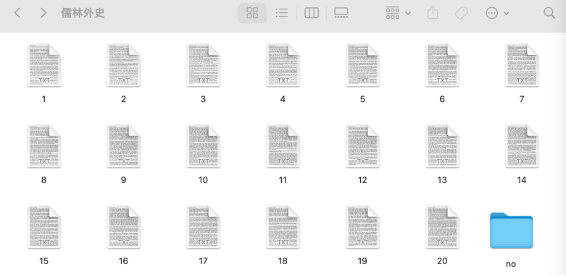 儒林外史
TXT TXT TXT TXT TXT TXT TXT
1 2 3 4 5 6 7
TXT TXT TXT TXT TXT TXT TXT
8 9 10 11 12 13 14
TXT TXT TXT TXT TXT TXT
15 16 17 18 19 20 no